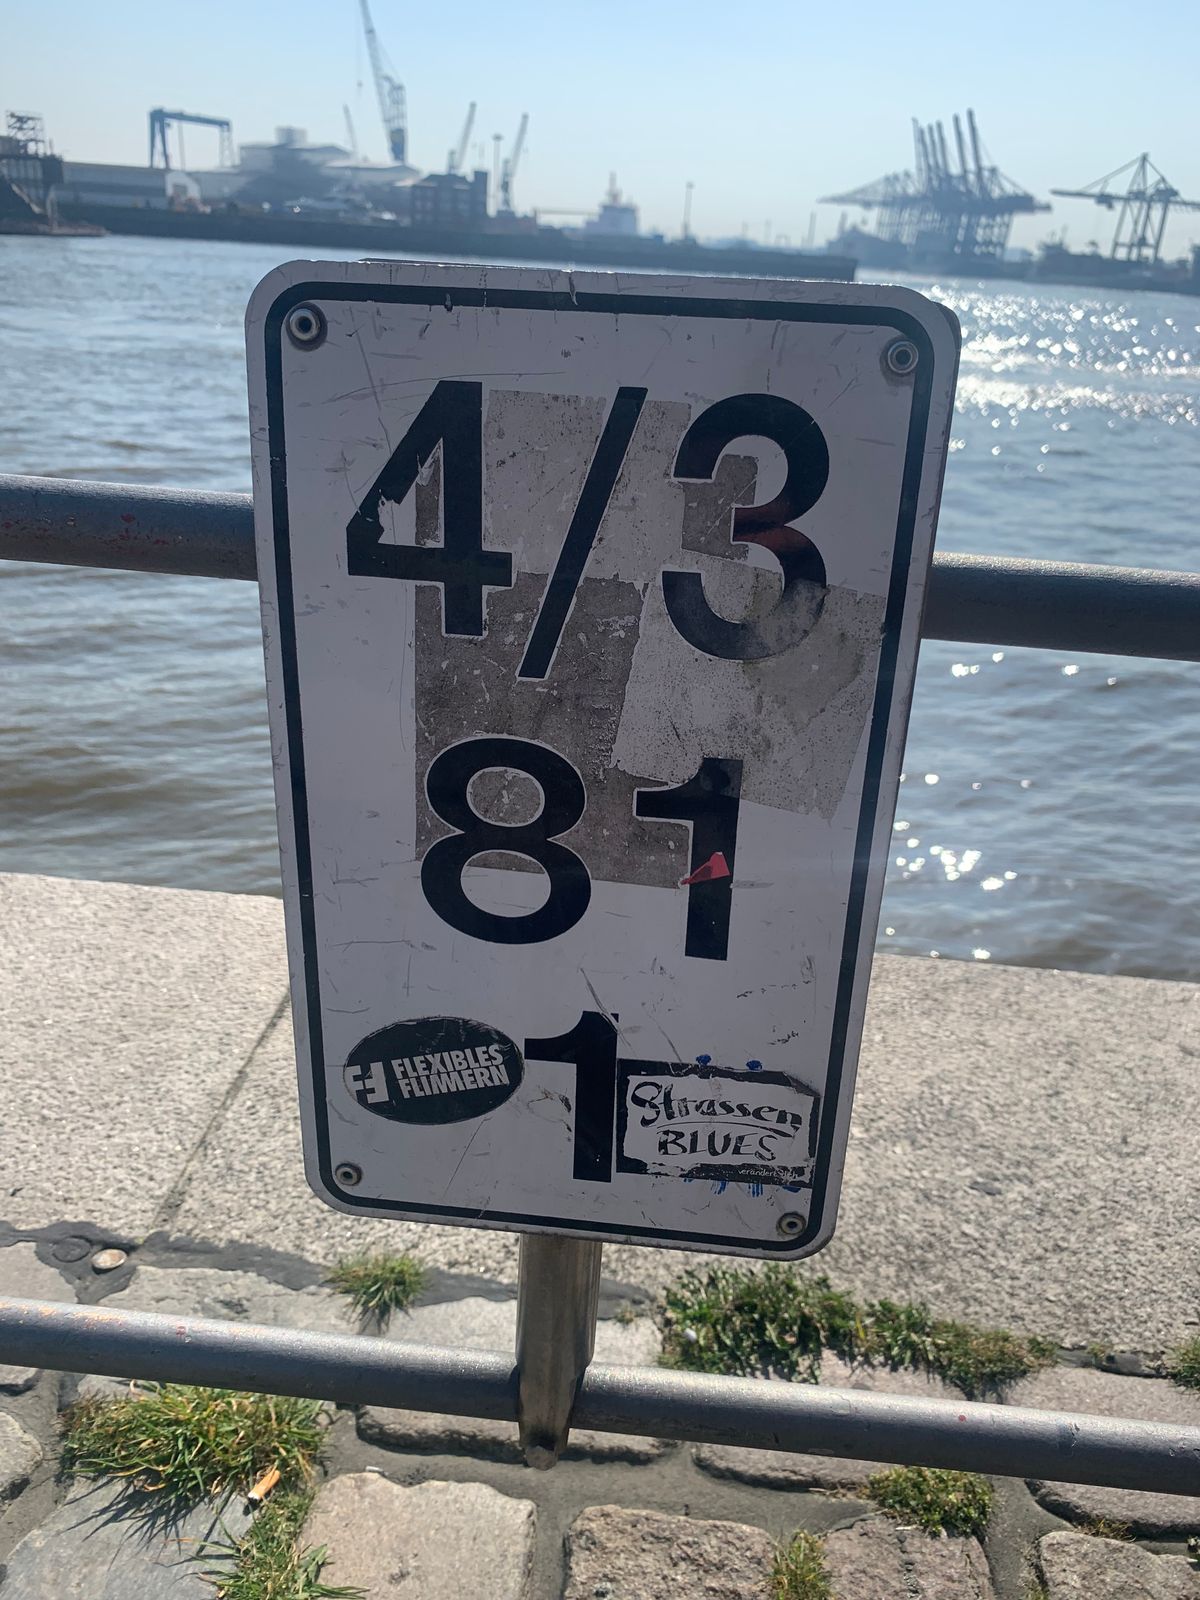 4/3
81
1
FLEXIBLES
FLIMMERN
Strassen
BLUES